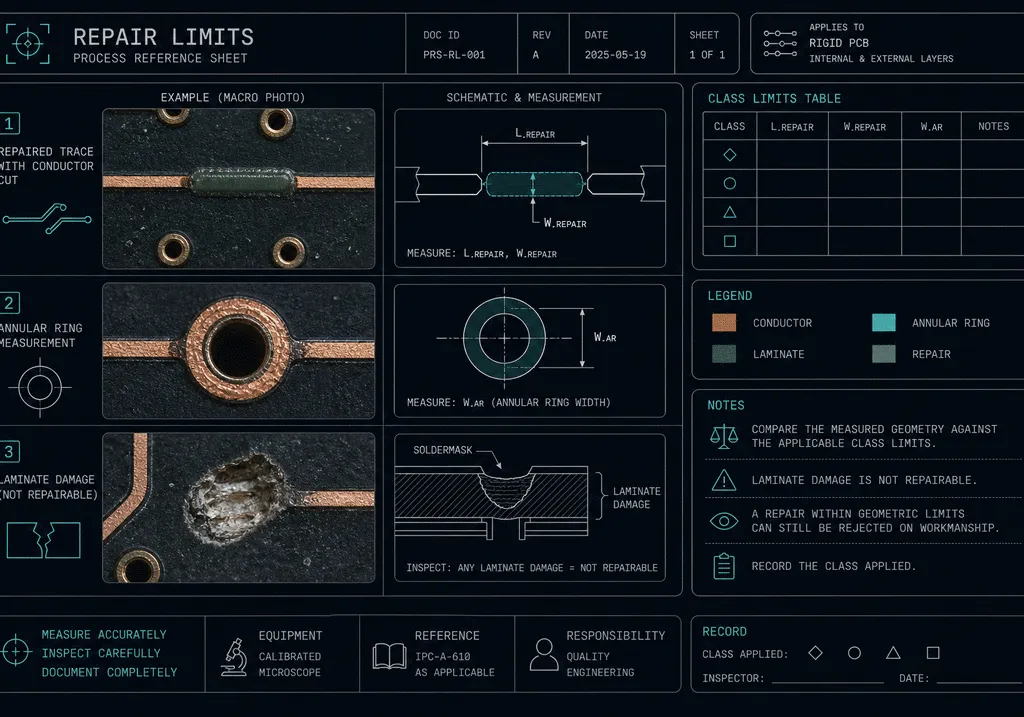 REPAIR LIMITS
PROCESS REFERENCE SHEET
DOC ID
PRS-RL-001
REV
A
DATE
2025-05-19
SHEET
1 OF 1
APPLIES TO
RIGID PCB
INTERNAL & EXTERNAL LAYERS
EXAMPLE (MACRO PHOTO)
SCHEMATIC & MEASUREMENT
1
REPAIRED TRACE
WITH CONDUCTOR
CUT
L.REPAIR
W.REPAIR
MEASURE: L.REPAIR, W.REPAIR
2
ANNULAR RING
MEASUREMENT
W.AR
MEASURE: W.AR (ANNULAR RING WIDTH)
3
LAMINATE DAMAGE
(NOT REPAIRABLE)
SOLDERMASK
LAMINATE
DAMAGE
INSPECT: ANY LAMINATE DAMAGE = NOT REPAIRABLE
CLASS LIMITS TABLE
CLASS L.REPAIR W.REPAIR W.AR NOTES
LEGEND
CONDUCTOR
ANNULAR RING
LAMINATE
REPAIR
NOTES
COMPARE THE MEASURED GEOMETRY AGAINST
THE APPLICABLE CLASS LIMITS.
LAMINATE DAMAGE IS NOT REPAIRABLE.
A REPAIR WITHIN GEOMETRIC LIMITS
CAN STILL BE REJECTED ON WORKMANSHIP.
RECORD THE CLASS APPLIED.
MEASURE ACCURATELY
INSPECT CAREFULLY
DOCUMENT COMPLETELY
EQUIPMENT
CALIBRATED
MICROSCOPE
REFERENCE
IPC-A-610
AS APPLICABLE
RESPONSIBILITY
QUALITY
ENGINEERING
RECORD
CLASS APPLIED:
INSPECTOR:
DATE: